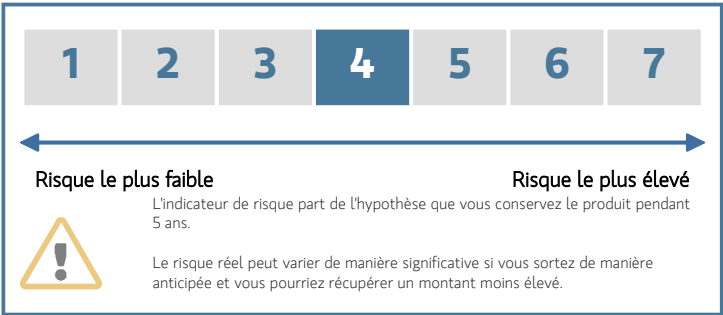 1 2 3 4 5 6 7
Risque le plus faible Risque le plus élevé
L'indicateur de risque part de l'hypothèse que vous conservez le produit pendant
5 ans.
Le risque réel peut varier de manière significative si vous sortez de manière
anticipée et vous pourriez récupérer un montant moins élevé.
!